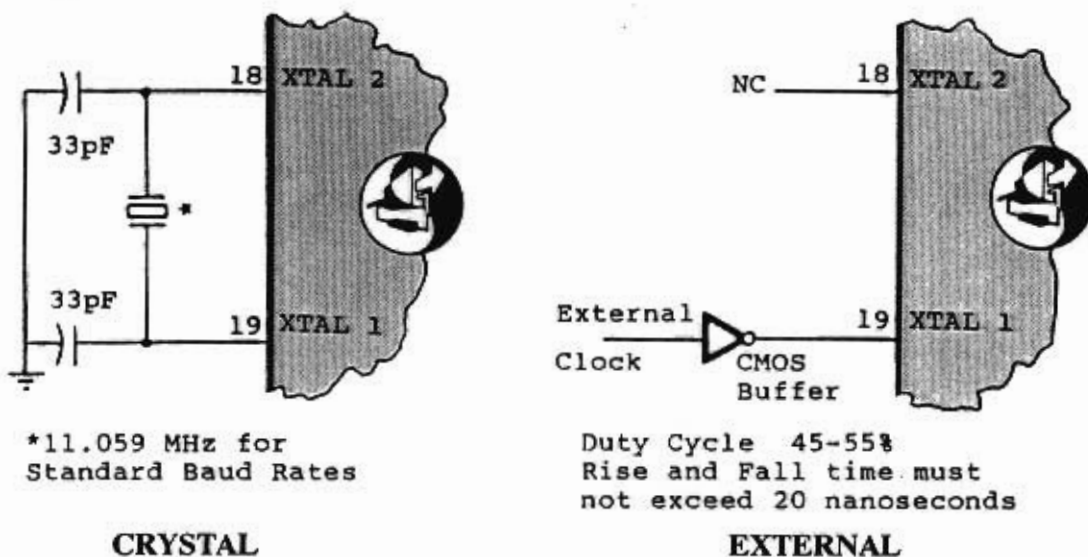 18 XTAL 2
33pF
*
33pF
19 XTAL 1
*11.059 MHz for
Standard Baud Rates
CRYSTAL
NC 18 XTAL 2
External
Clock
19 XTAL 1
CMOS
Buffer
Duty Cycle 45-55%
Rise and Fall time must
not exceed 20 nanoseconds
EXTERNAL